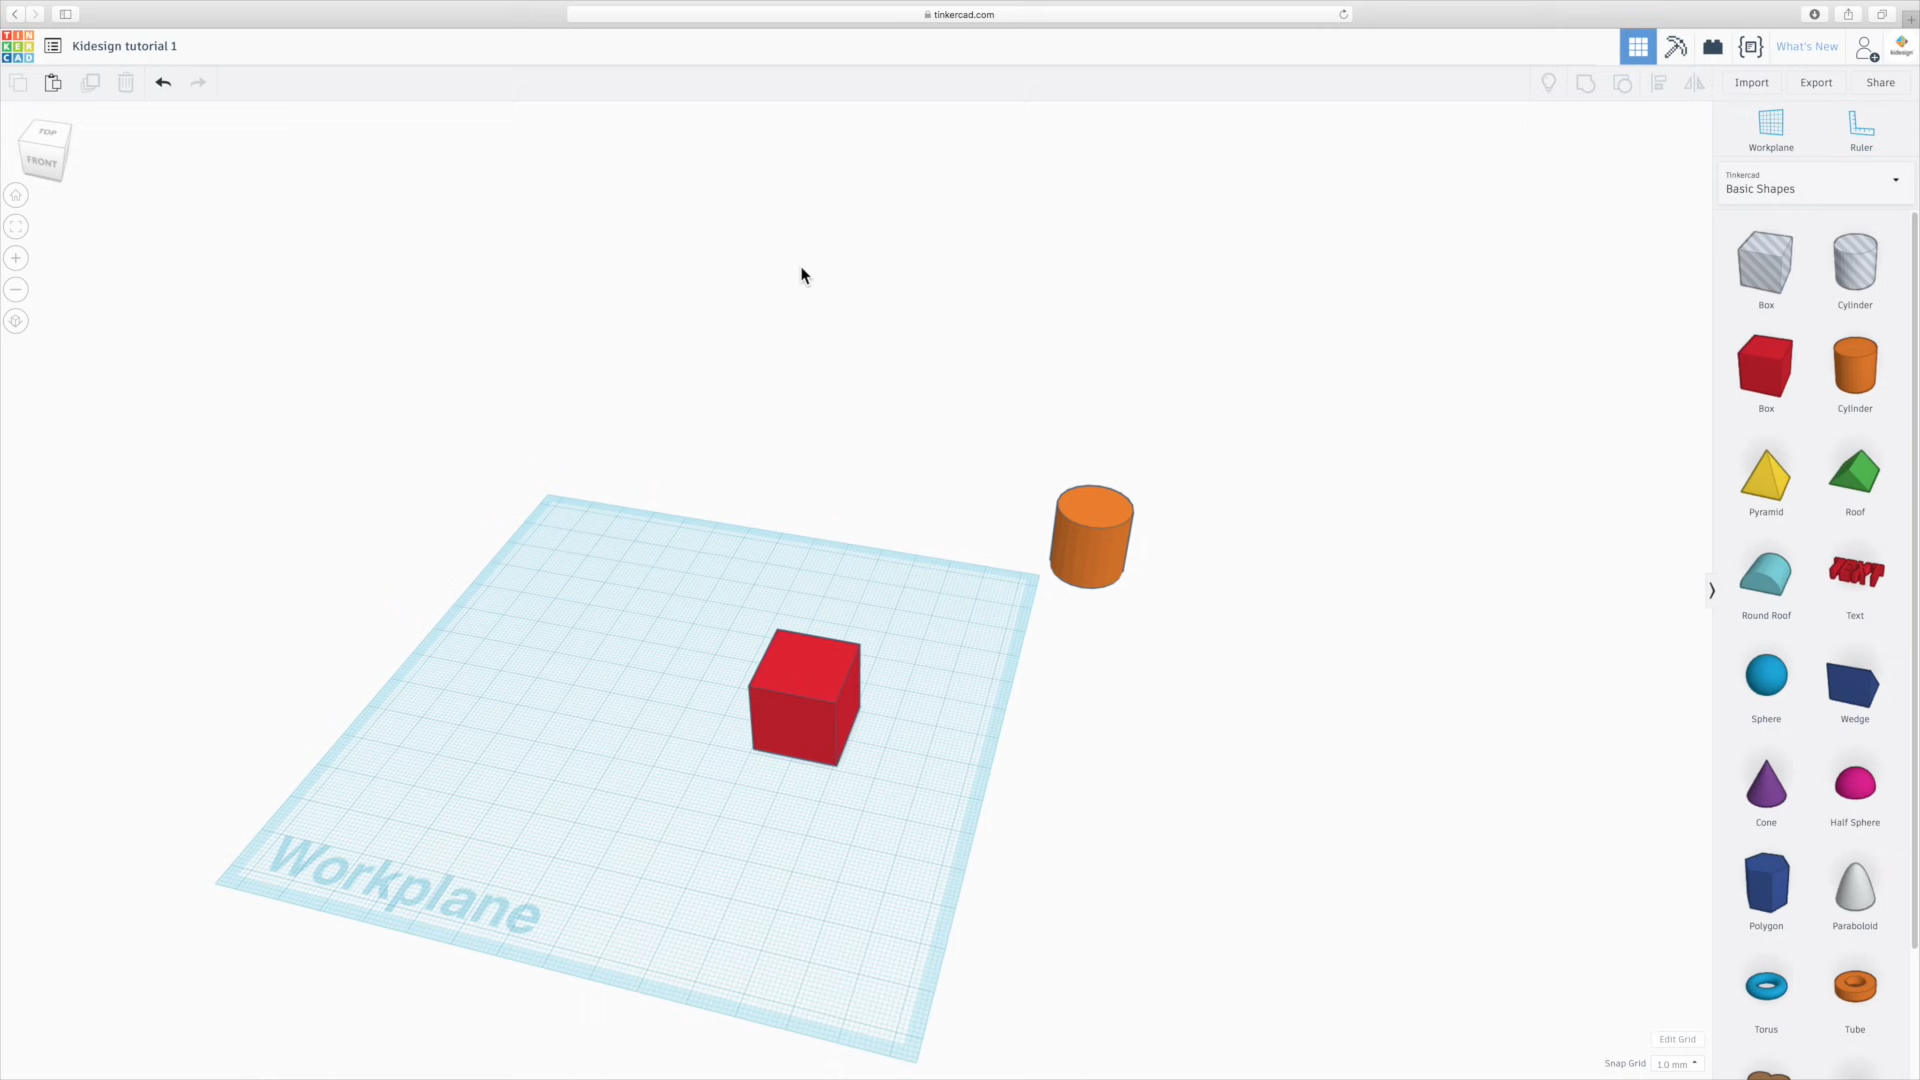 tinkercad.com
TIN
KER
CAD
Kidesign tutorial 1
What's New
kidesign
Import
Export
Share
TOP
FRONT
Workplane
Ruler
Tinkercad
Basic Shapes
Box
Cylinder
Box
Cylinder
Pyramid
Roof
TEXT
Round Roof
Text
Sphere
Wedge
Cone
Half Sphere
Polygon
Paraboloid
Torus
Tube
Workplane
Edit Grid
Snap Grid
1.0 mm